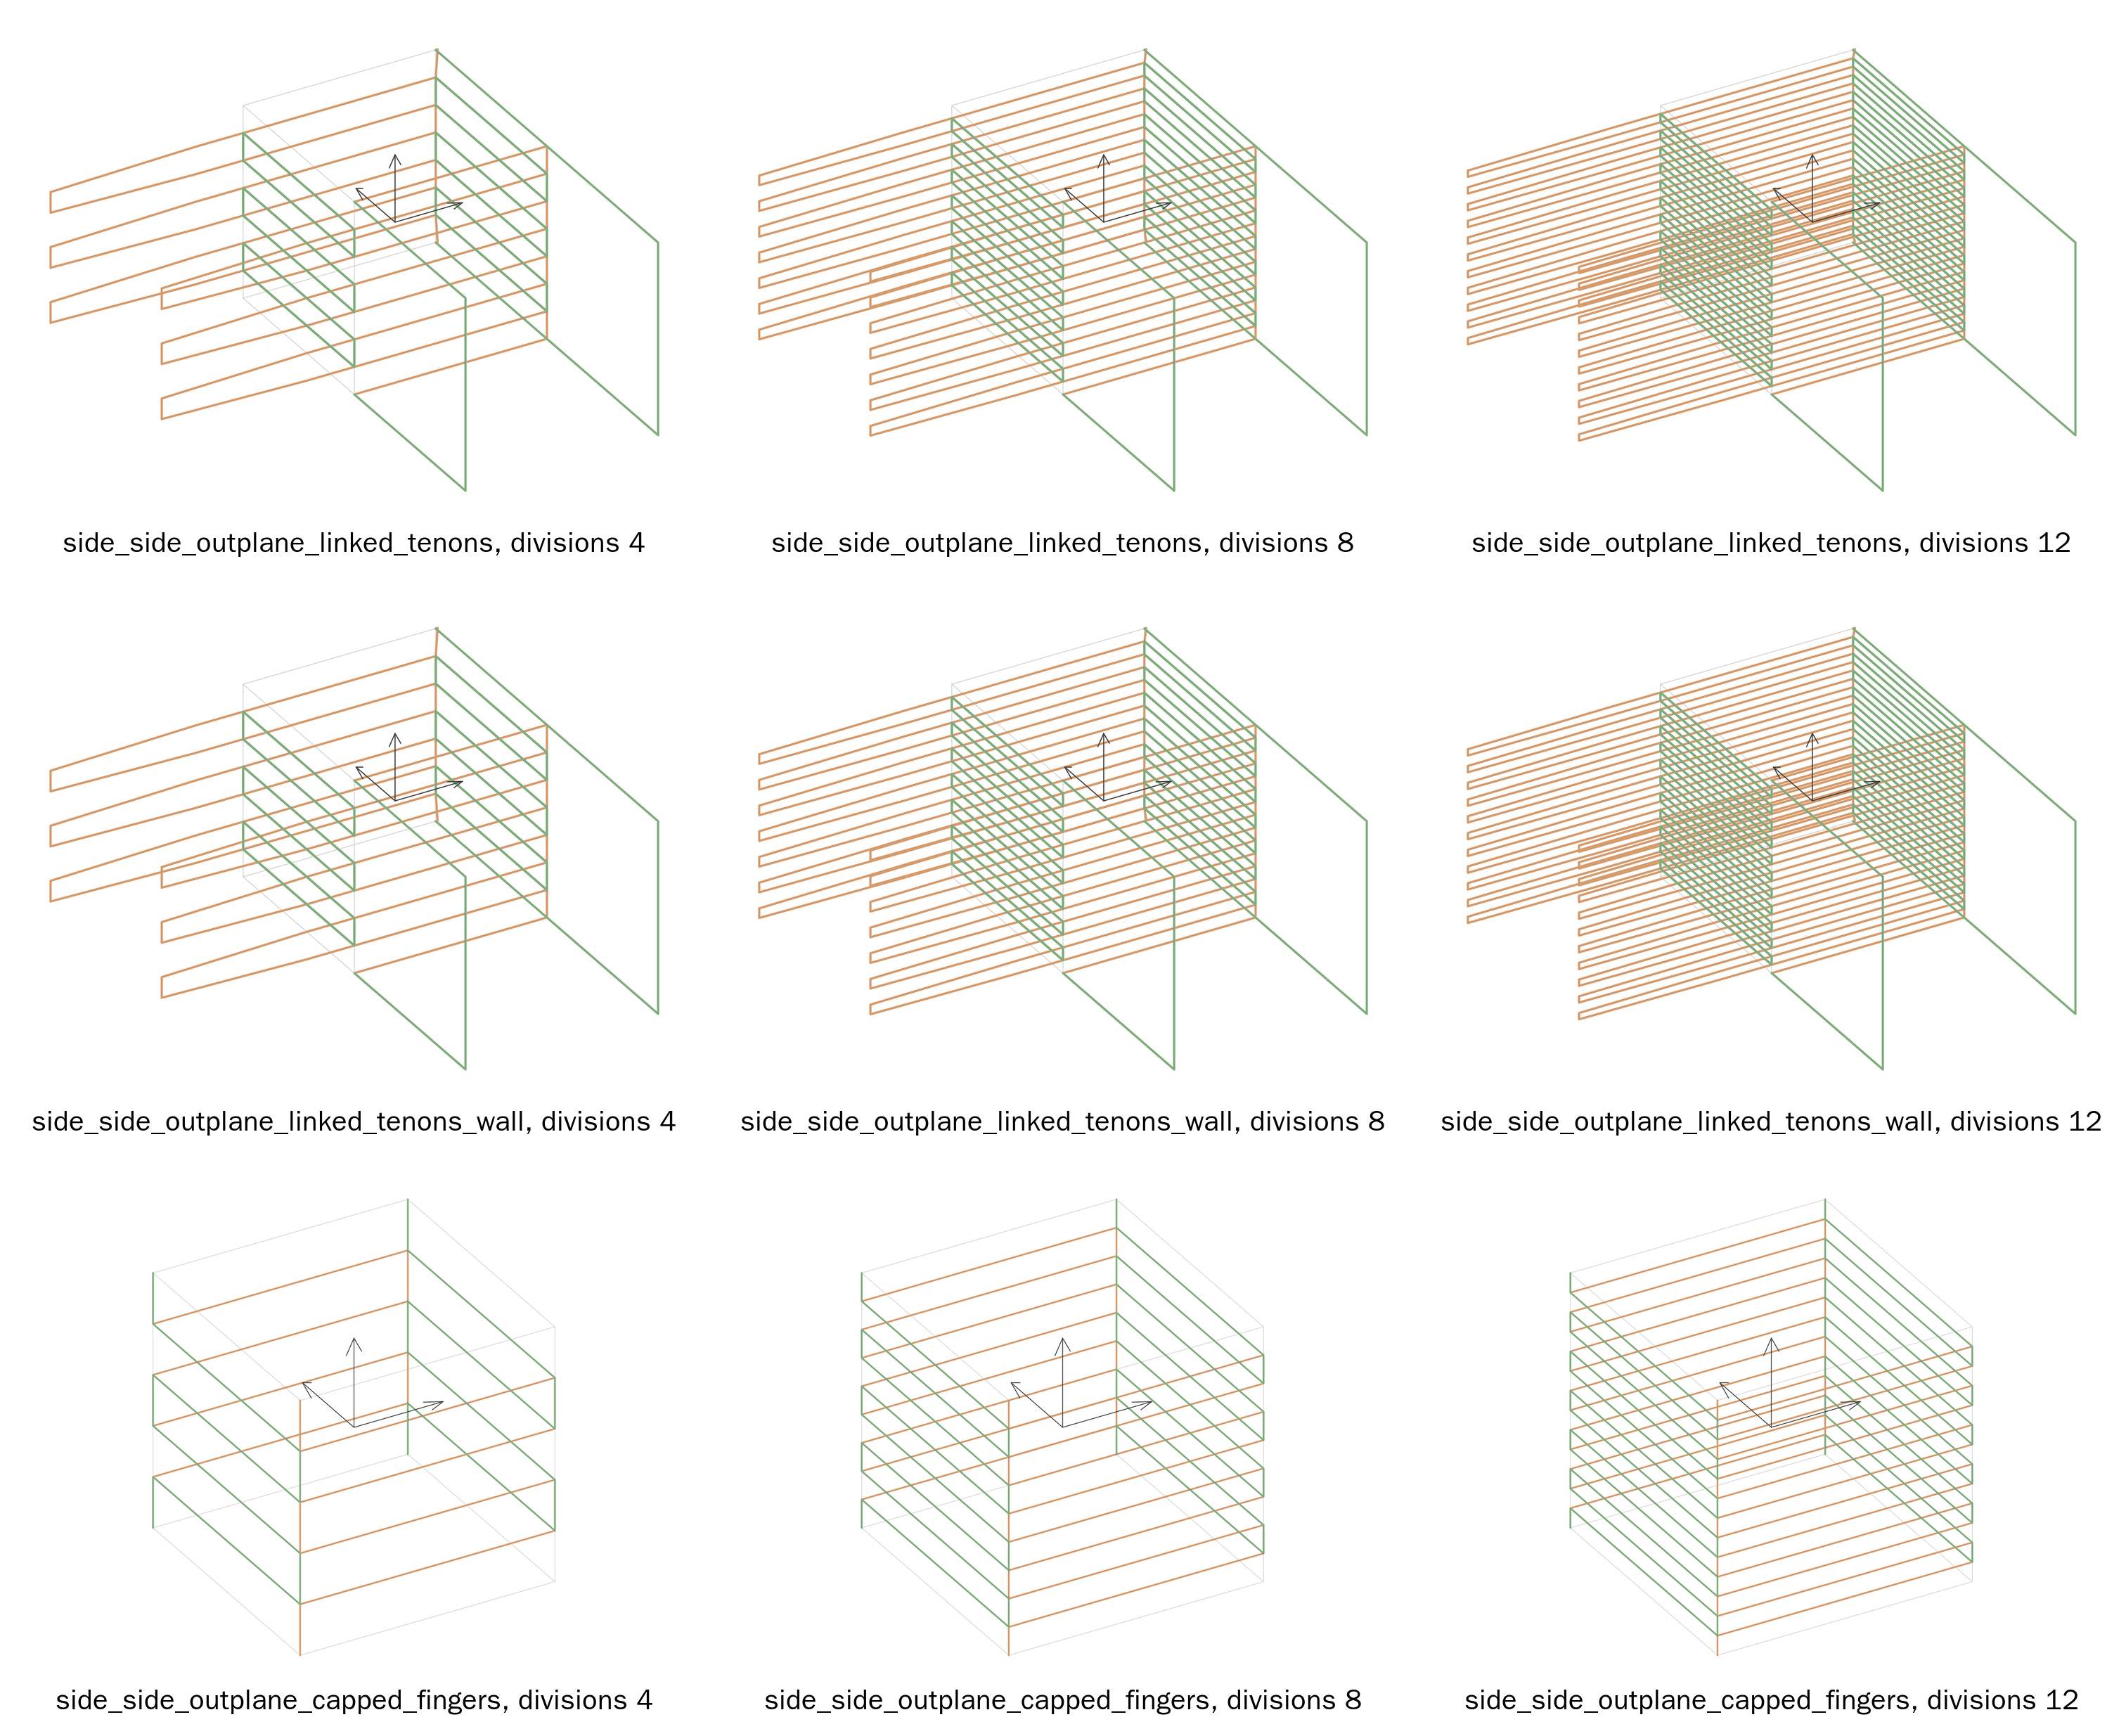 side_side_outplane_linked_tenons, divisions 4
side_side_outplane_linked_tenons, divisions 8
side_side_outplane_linked_tenons, divisions 12
side_side_outplane_linked_tenons_wall, divisions 4
side_side_outplane_linked_tenons_wall, divisions 8
side_side_outplane_linked_tenons_wall, divisions 12
side_side_outplane_capped_fingers, divisions 4
side_side_outplane_capped_fingers, divisions 8
side_side_outplane_capped_fingers, divisions 12